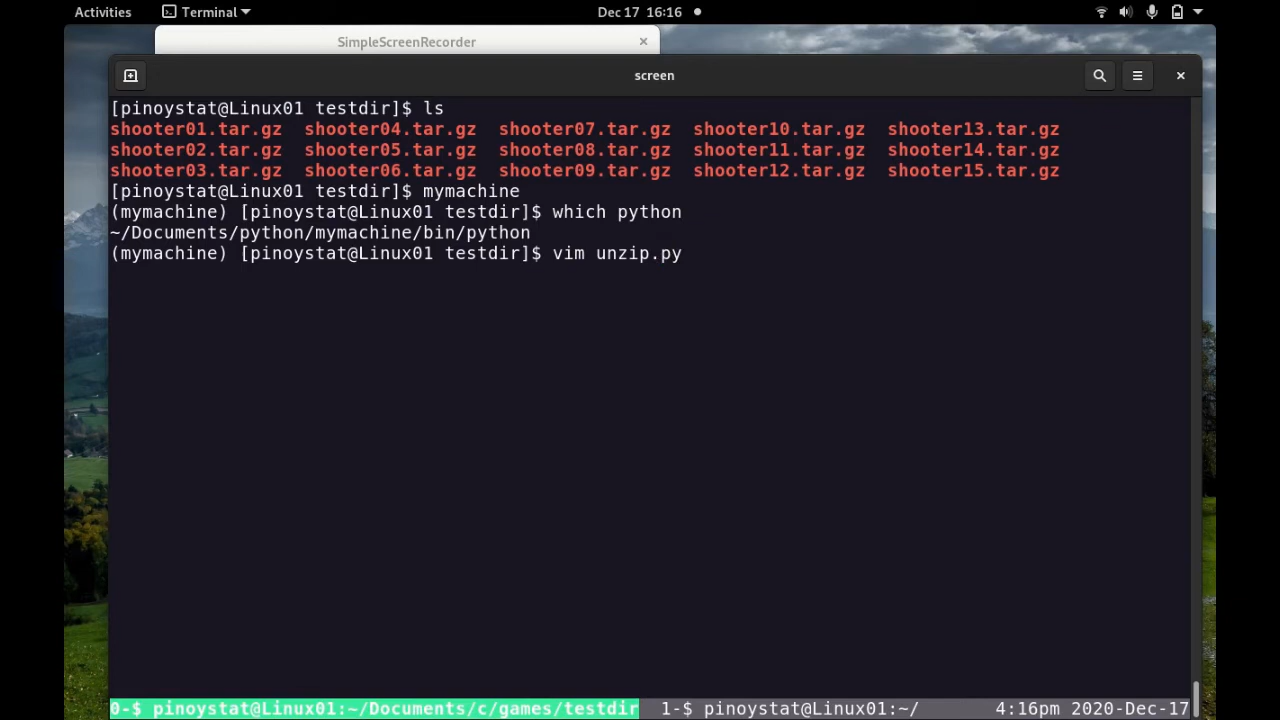 Activities Terminal Dec 17 16:16
SimpleScreenRecorder ×
screen
[pinoystat@Linux01 testdir]$ ls
shooter01.tar.gz shooter04.tar.gz shooter07.tar.gz shooter10.tar.gz shooter13.tar.gz
shooter02.tar.gz shooter05.tar.gz shooter08.tar.gz shooter11.tar.gz shooter14.tar.gz
shooter03.tar.gz shooter06.tar.gz shooter09.tar.gz shooter12.tar.gz shooter15.tar.gz
[pinoystat@Linux01 testdir]$ mymachine
(mymachine) [pinoystat@Linux01 testdir]$ which python
~/Documents/python/mymachine/bin/python
(mymachine) [pinoystat@Linux01 testdir]$ vim unzip.py
0-$ pinoystat@Linux01:~/Documents/c/games/testdir 1-$ pinoystat@Linux01:~/ 4:16pm 2020-Dec-17